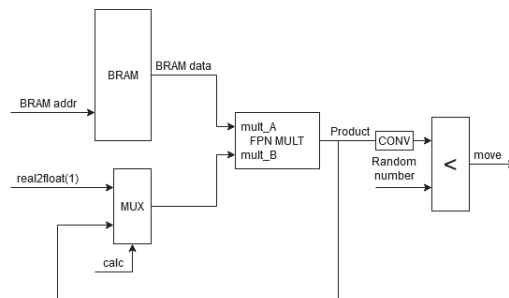 BRAM
BRAM data
BRAM addr
mult_A
FPN MULT
mult_B
Product
CONV
Random
number
<
move
real2float(1)
MUX
calc